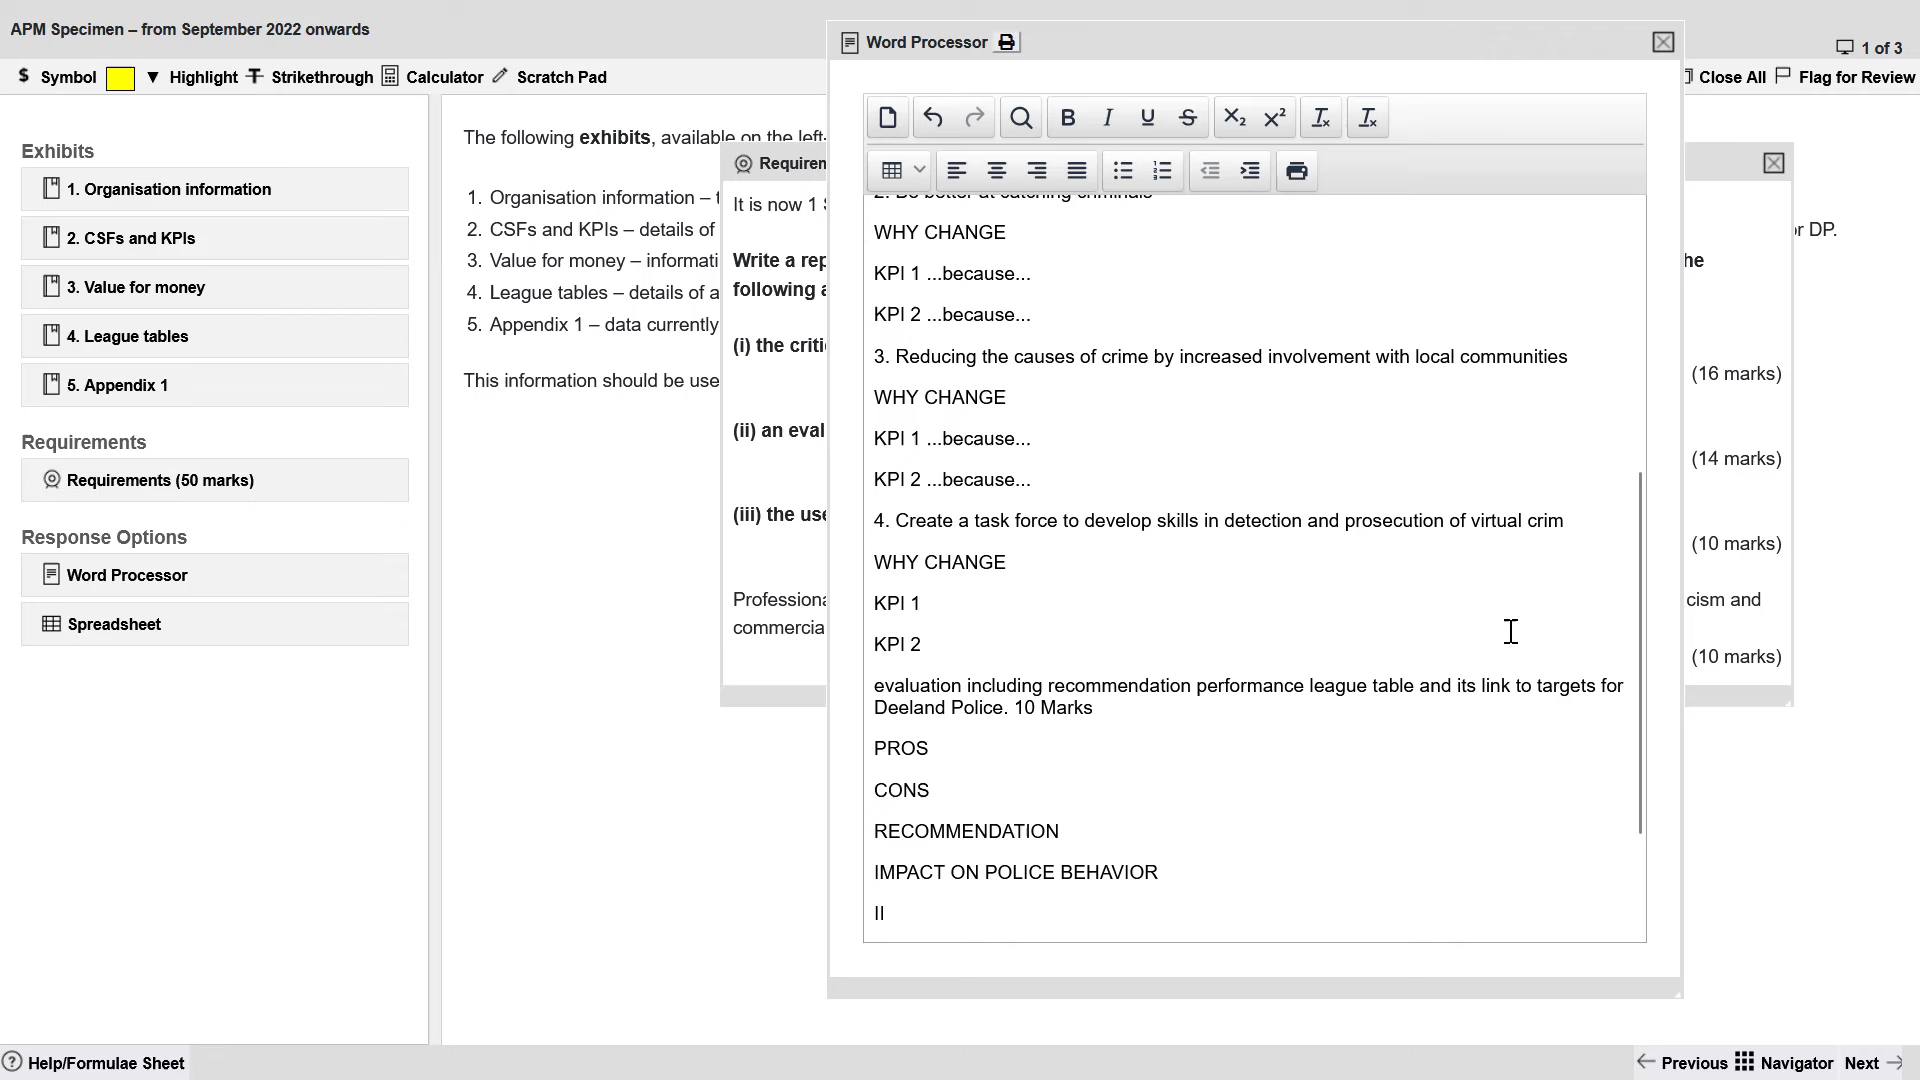 APM Specimen – from September 2022 onwards
1 of 3
Symbol
Highlight
Strikethrough
Calculator
Scratch Pad
Close All
Flag for Review
Exhibits
1. Organisation information
2. CSFs and KPIs
3. Value for money
4. League tables
5. Appendix 1
Requirements
Requirements (50 marks)
Response Options
Word Processor
Spreadsheet
The following exhibits, available on the left-
1. Organisation information –
2. CSFs and KPIs – details of
3. Value for money – informati
4. League tables – details of a
5. Appendix 1 – data currently
This information should be use
Requirem
It is now 1
Write a rep
following a
(i) the criti
(ii) an eval
(iii) the use
Professiona
commercia
Word Processor
2. Be better at catching criminals
WHY CHANGE
KPI 1 ...because...
KPI 2 ...because...
3. Reducing the causes of crime by increased involvement with local communities
WHY CHANGE
KPI 1 ...because...
KPI 2 ...because...
4. Create a task force to develop skills in detection and prosecution of virtual crim
WHY CHANGE
KPI 1
KPI 2
evaluation including recommendation performance league table and its link to targets for
Deeland Police. 10 Marks
PROS
CONS
RECOMMENDATION
IMPACT ON POLICE BEHAVIOR
II
or DP.
he
(16 marks)
(14 marks)
(10 marks)
cism and
(10 marks)
Help/Formulae Sheet
Previous
Navigator
Next